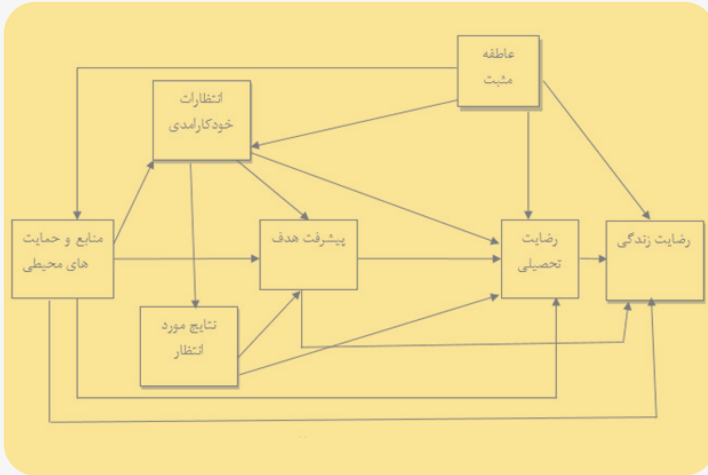 عاطفه
مثبت
انتظارات
خودکارامدی
منابع و حمایت
های محیطی
پیشرفت هدف
رضایت
تحصیلی
رضایت زندگی
نتایج مورد
انتظار